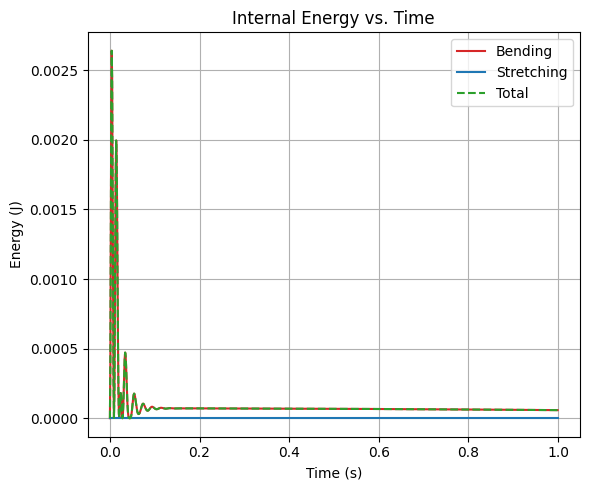 Internal Energy vs. Time
Bending
Stretching
Total
Energy (J)
0.0025
0.0020
0.0015
0.0010
0.0005
0.0000
0.0 0.2 0.4 0.6 0.8 1.0
Time (s)